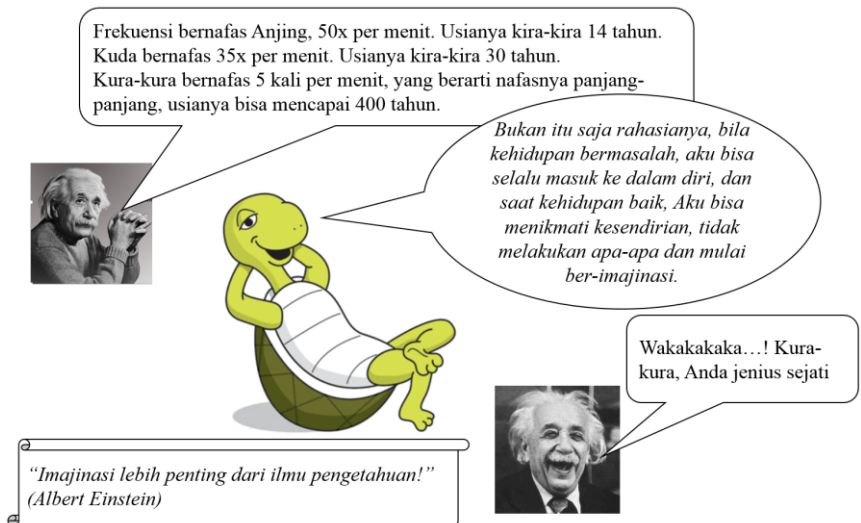 Frekuensi bernafas Anjing, 50x per menit. Usianya kira-kira 14 tahun.
Kuda bernafas 35x per menit. Usianya kira-kira 30 tahun.
Kura-kura bernafas 5 kali per menit, yang berarti nafasnya panjang-
panjang, usianya bisa mencapai 400 tahun.
Bukan itu saja rahasianya, bila
kehidupan bermasalah, aku bisa
selalu masuk ke dalam diri, dan
saat kehidupan baik, Aku bisa
menikmati kesendirian, tidak
melakukan apa-apa dan mulai
ber-imajinasi.
Wakakakaka…! Kura-
kura, Anda jenius sejati
“Imajinasi lebih penting dari ilmu pengetahuan!”
(Albert Einstein)